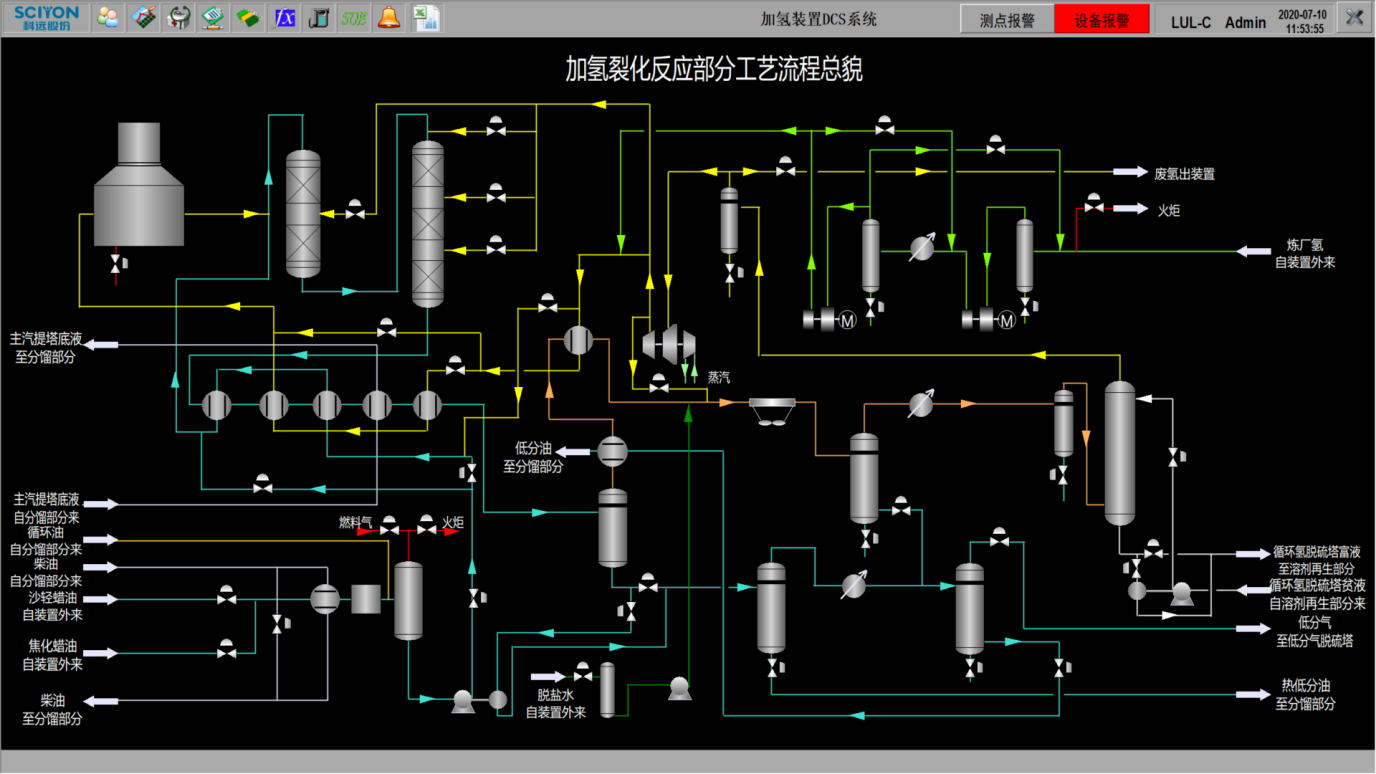 SCIYON
科远股份
fx
SOE
加氢装置DCS系统
测点报警
设备报警
LUL-C
Admin
2020-07-10
11:53:55
加氢裂化反应部分工艺流程总貌
废氢出装置
火炬
炼厂氢
自装置外来
M
M
主汽提塔底液
至分馏部分
蒸汽
低分油
至分馏部分
主汽提塔底液
自分馏部分来
循环油
自分馏部分来
柴油
自分馏部分来
沙轻蜡油
自装置外来
焦化蜡油
自装置外来
柴油
至分馏部分
燃料气
火炬
脱盐水
自装置外来
循环氢脱硫塔富液
至溶剂再生部分
循环氢脱硫塔贫液
自溶剂再生部分来
低分气
至低分气脱硫塔
热低分油
至分馏部分